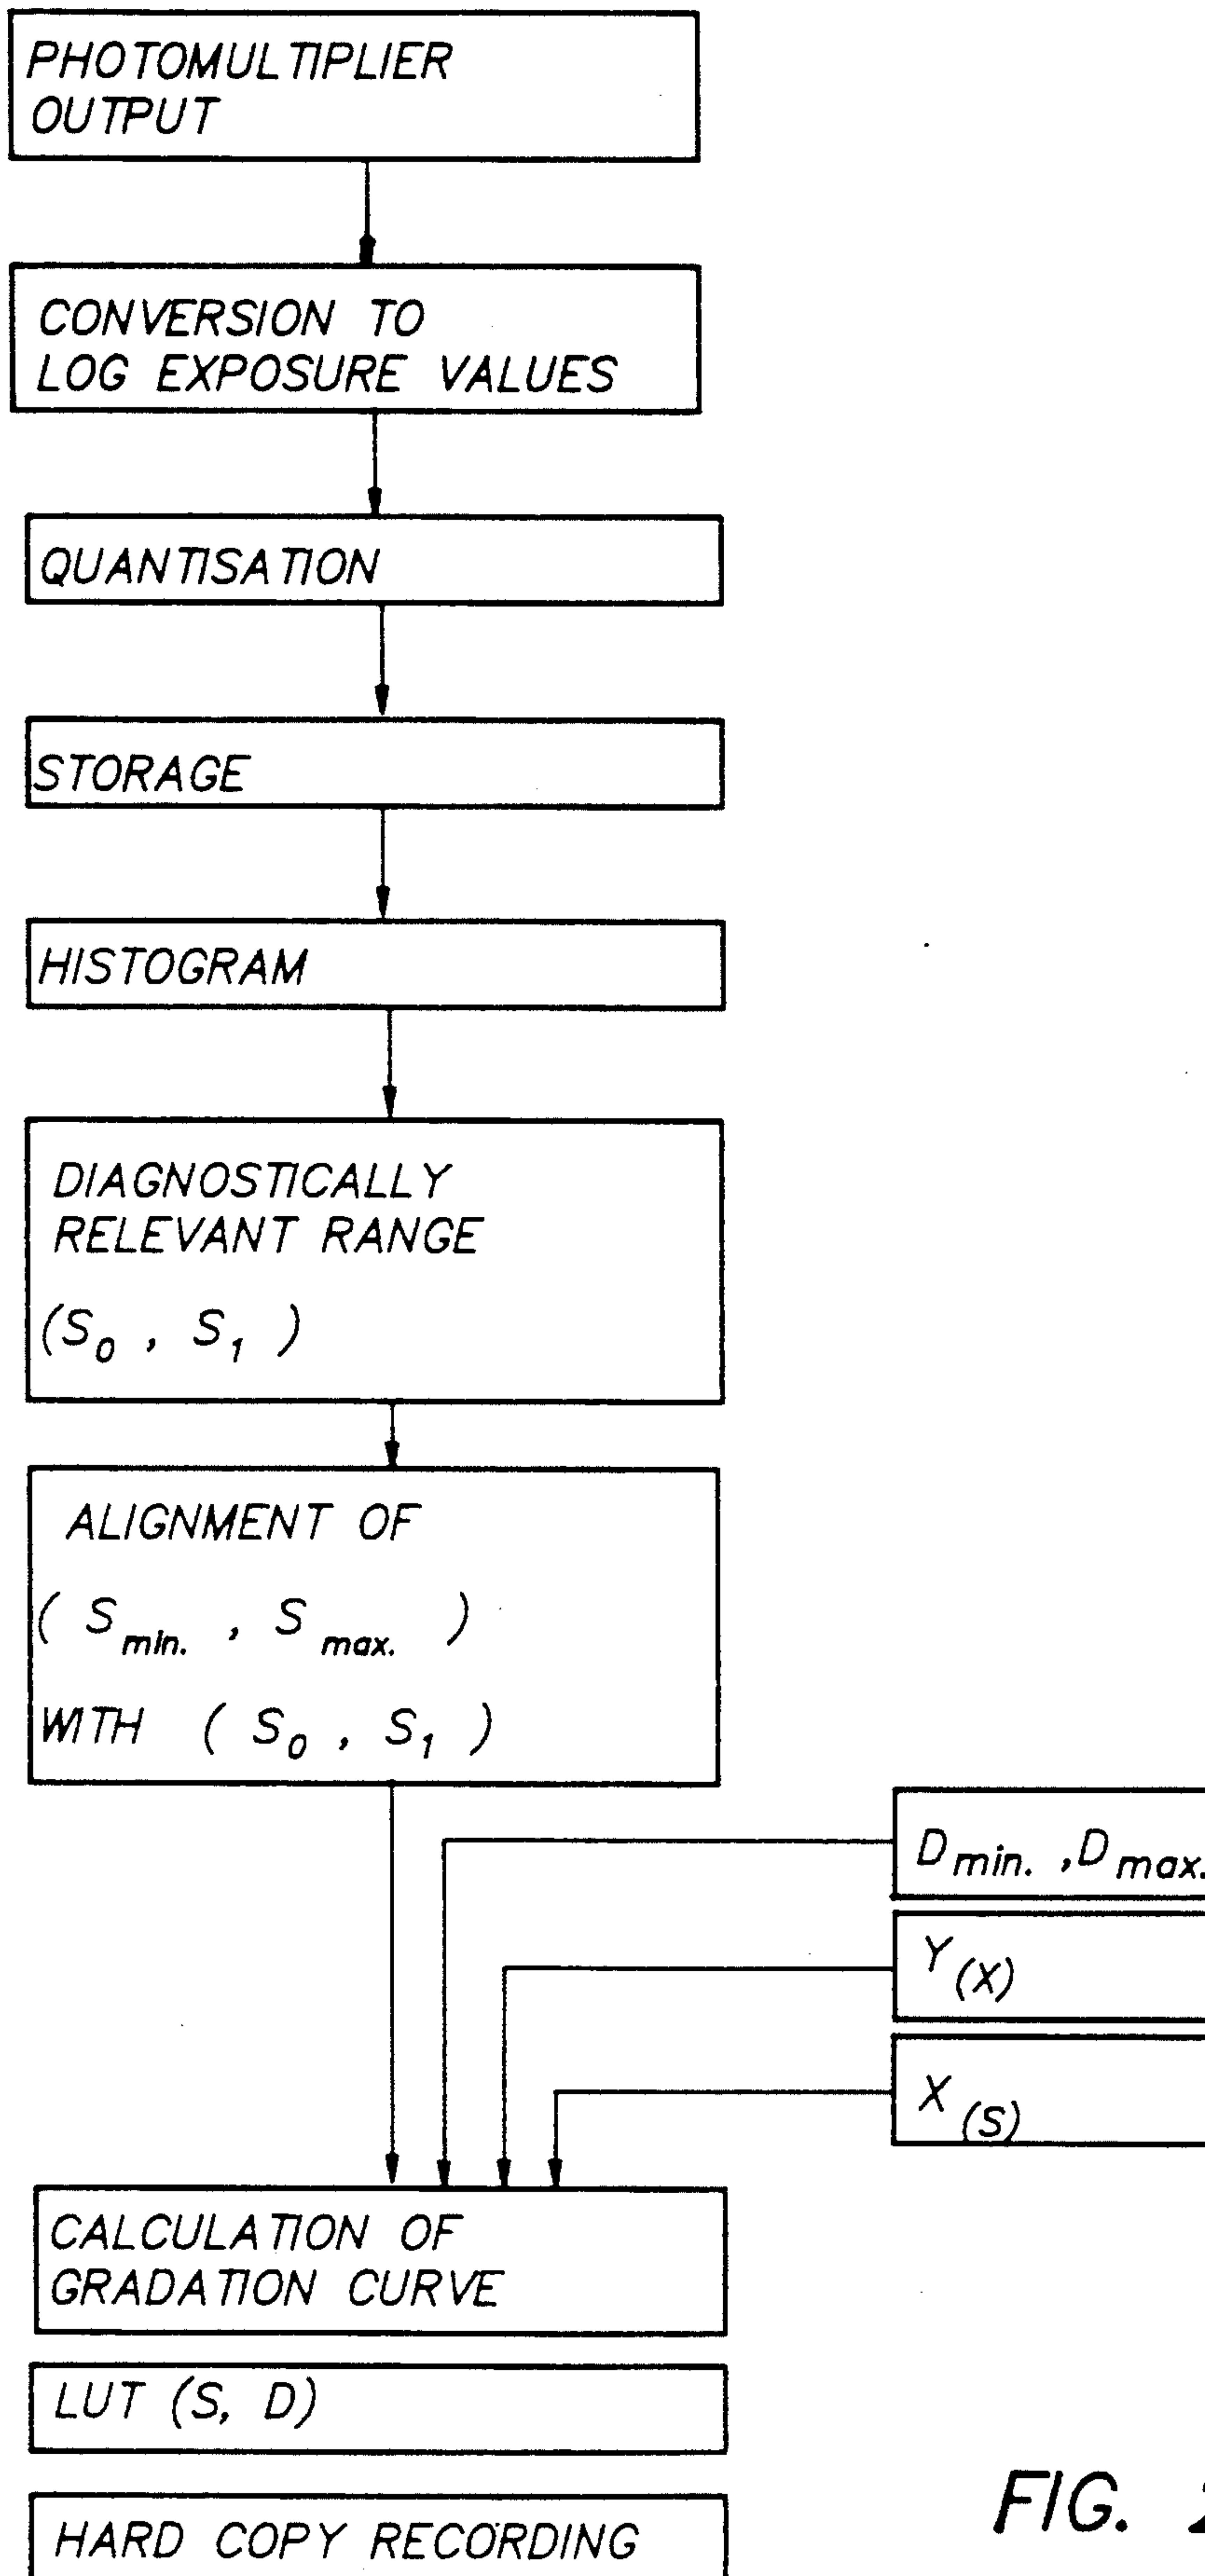 PHOTOMULTIPLIER
OUTPUT
CONVERSION TO
LOG EXPOSURE VALUES
QUANTISATION
STORAGE
HISTOGRAM
DIAGNOSTICALLY
RELEVANT RANGE
(S0 , S1 )
ALIGNMENT OF
( Smin. , Smax. )
WITH ( S0 , S1 )
Dmin. ,Dmax.
Y(X)
X(S)
CALCULATION OF
GRADATION CURVE
LUT (S, D)
HARD COPY RECORDING
FIG.